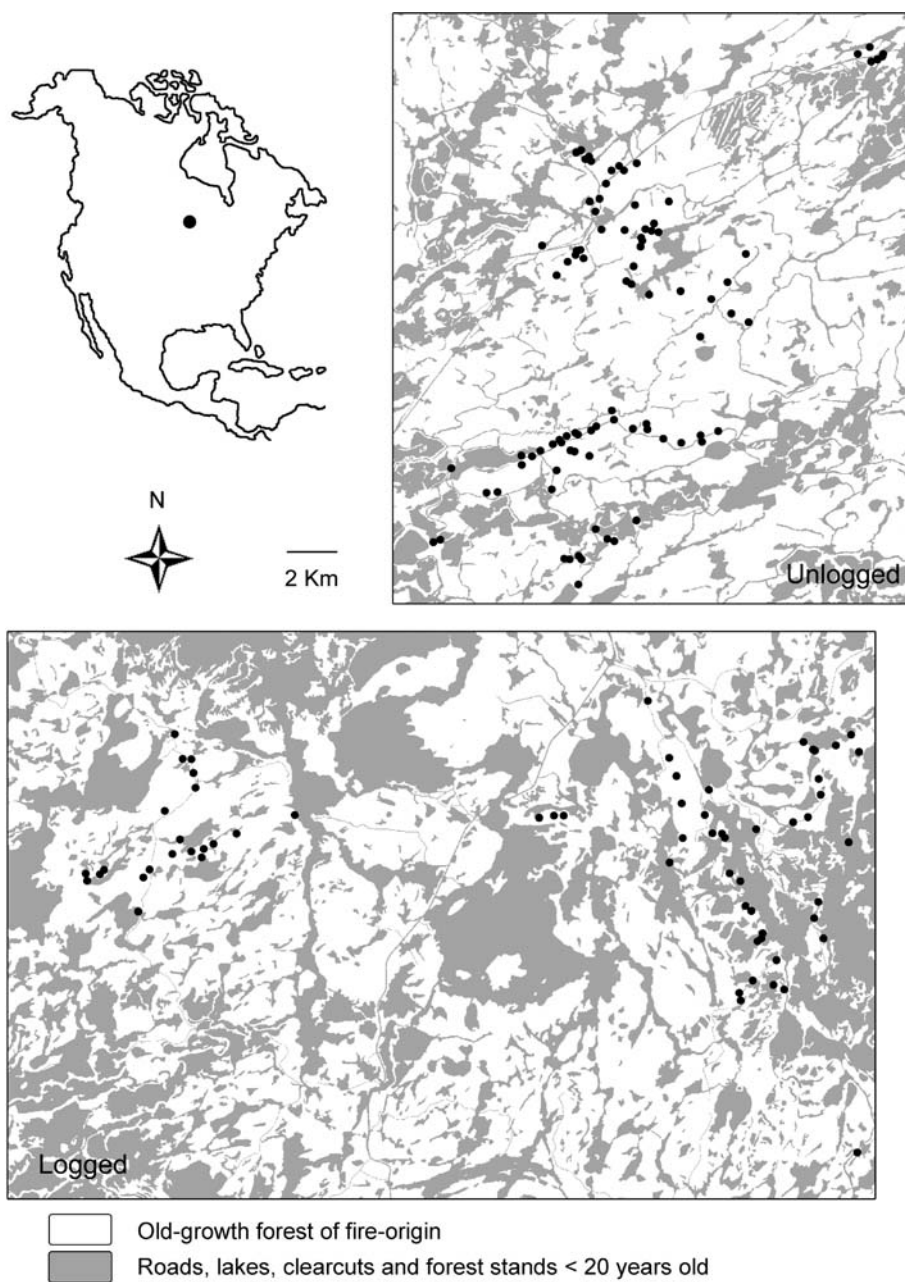 N
2 Km
Unlogged
Logged
Old-growth forest of fire-origin
Roads, lakes, clearcuts and forest stands < 20 years old